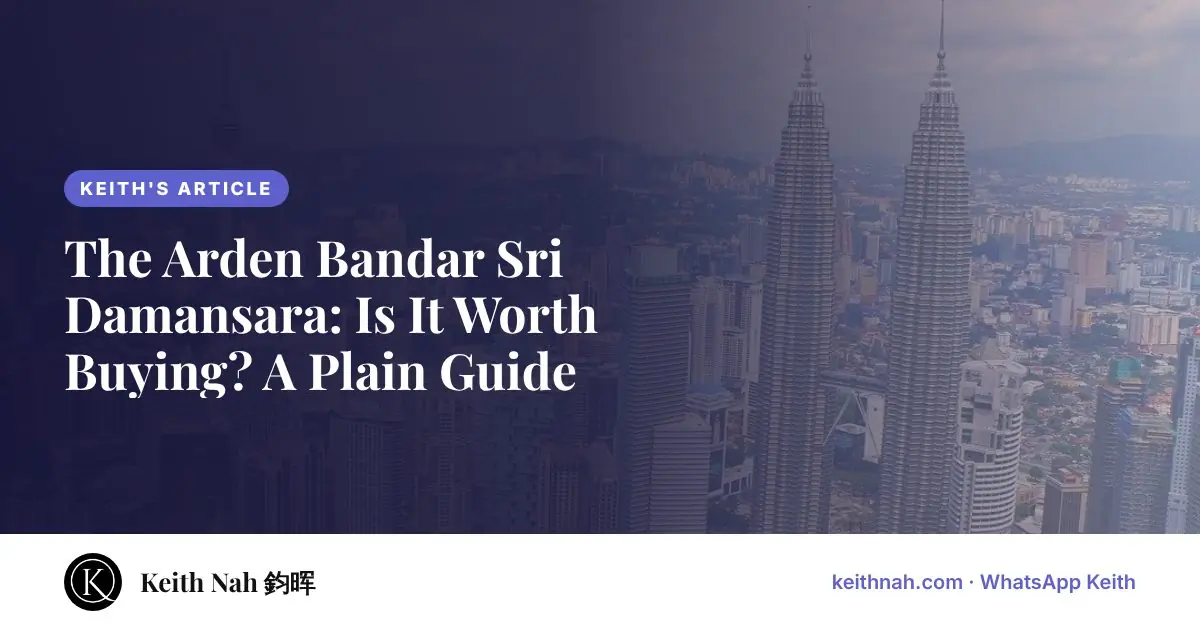 KEITH'S ARTICLE
The Arden Bandar Sri
Damansara: Is It Worth
Buying? A Plain Guide
K
Keith Nah 鈞晖
keithnah.com · WhatsApp Keith